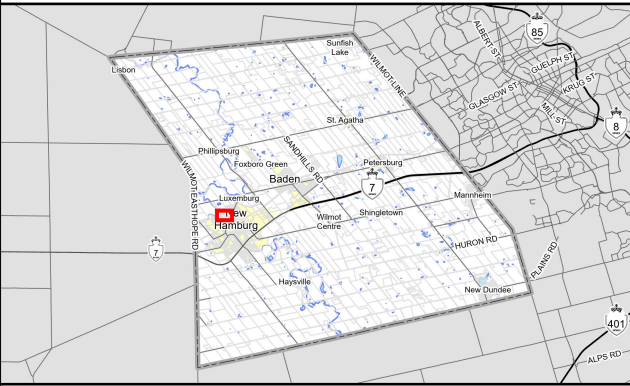 ALBERT ST
85
Sunfish
Lake
WILMOT LINE
GUELPH ST
Lisbon
KRUG ST
GLASGOW ST
MILL ST
St. Agatha
8
Phillipsburg
SANDHILLS RD
Foxboro Green
Petersburg
Baden
7
WILMOT-EASTHOPE RD
Luxemburg
Mannheim
New
Hamburg
Wilmot
Centre
Shingletown
HURON RD
7
PLAINS RD
Haysville
New Dundee
401
ALPS RD